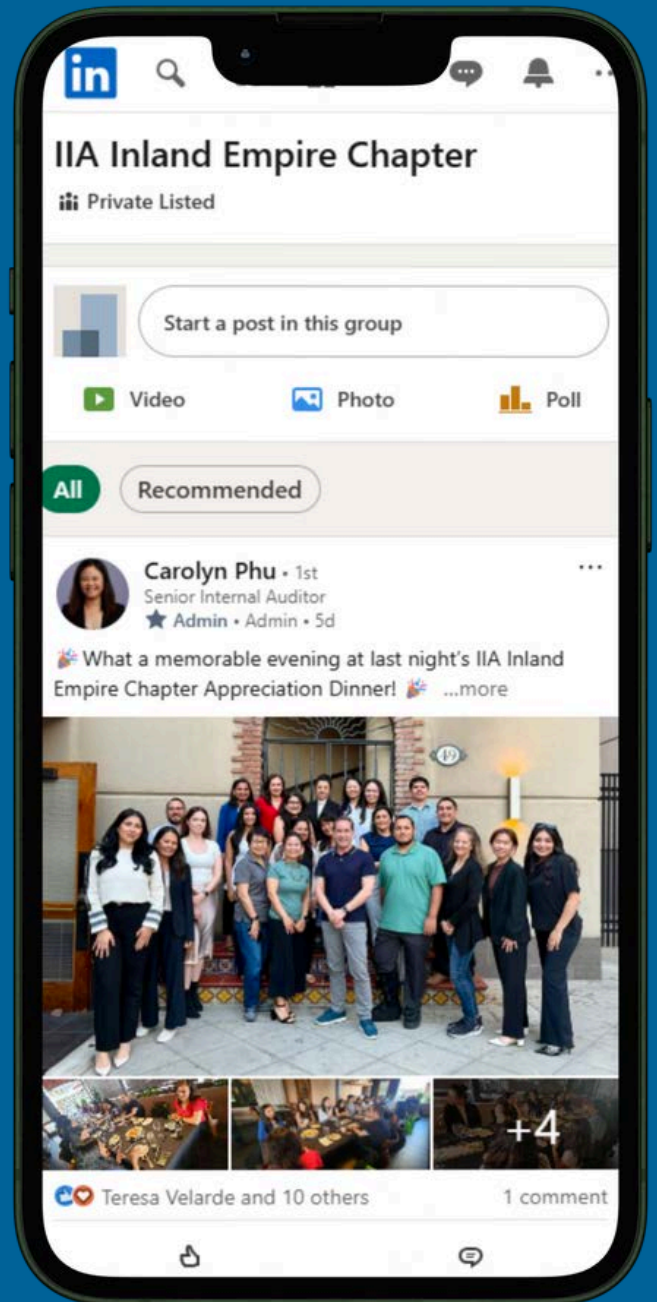 in
IIA Inland Empire Chapter
Private Listed
Start a post in this group
Video
Photo
Poll
All
Recommended
Carolyn Phu • 1st
Senior Internal Auditor
Admin • Admin • 5d
🎉 What a memorable evening at last night's IIA Inland
Empire Chapter Appreciation Dinner! 🎉 ...more
49
+4
Teresa Velarde and 10 others
1 comment